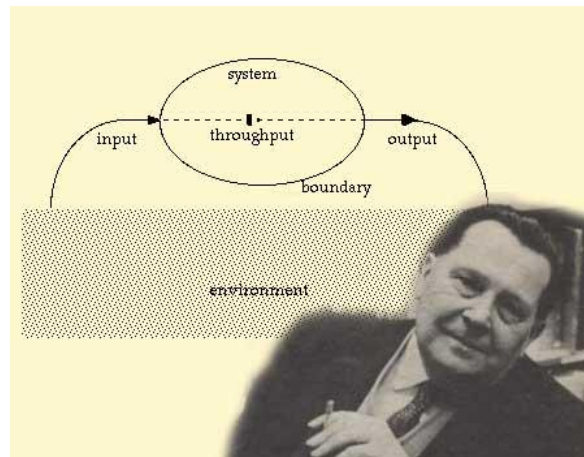 system
input
throughput
output
boundary
environment